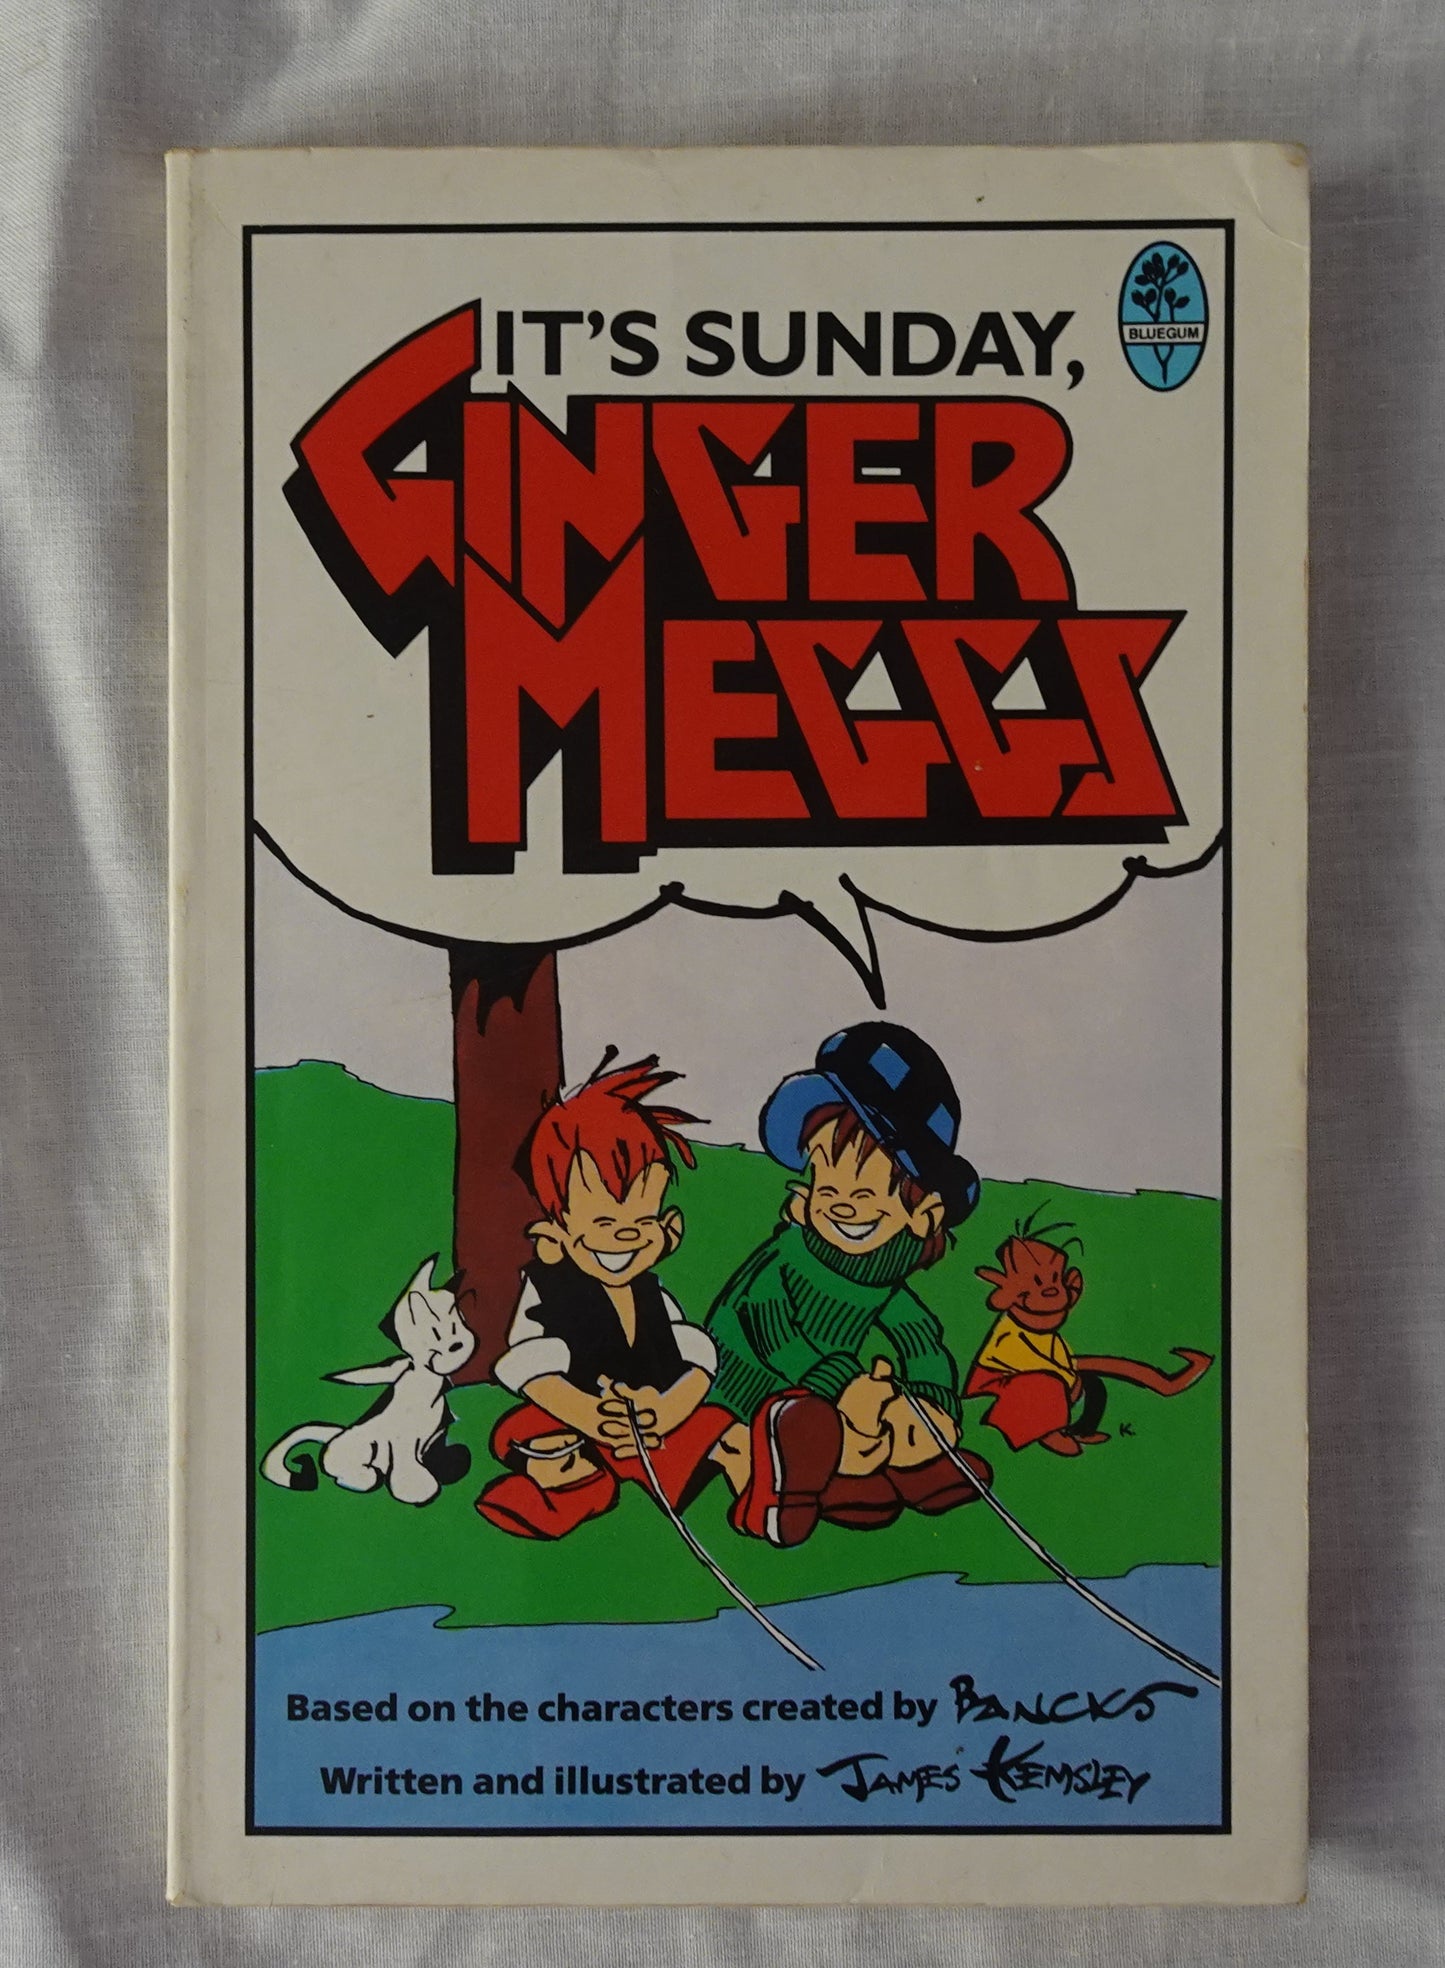 BLUEGUM
IT'S SUNDAY,
GINGER
MEGGS
K.
Based on the characters created by BANCKS
Written and illustrated by JAMES KEMSLEY